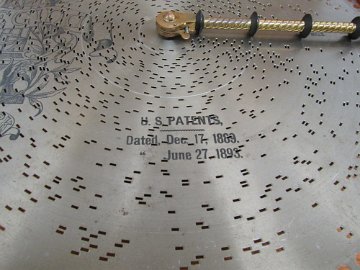 U. S. PATENTS,
Dated, Dec. 17, 1889.
" June 27, 1893.